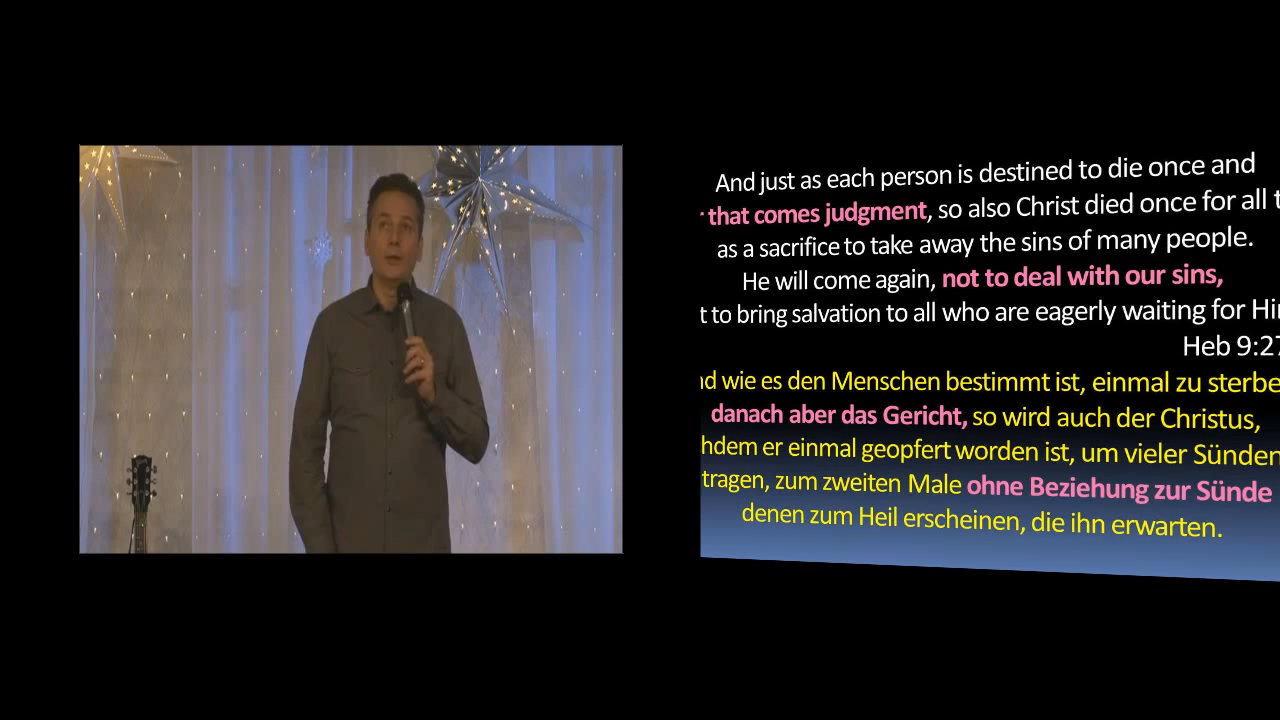 And just as each person is destined to die once and
that comes judgment, so also Christ died once for all
as a sacrifice to take away the sins of many people.
He will come again, not to deal with our sins,
to bring salvation to all who are eagerly waiting for
Heb 9:27
wie es den Menschen bestimmt ist, einmal zu
danach aber das Gericht, so wird auch der Christus,
er einmal geopfert worden ist, um vieler Sünden
tragen, zum zweiten Male ohne Beziehung zur Sünde
denen zum Heil erscheinen, die ihn erwarten.